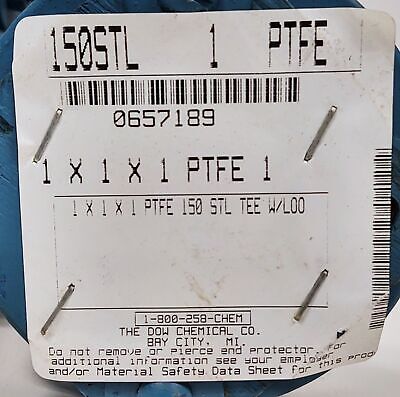 150STL 1 PTFE
0657189
1 X 1 X 1 PTFE 1
1 X 1 X 1 PTFE 150 STL TEE W/LOO
1-800-258-CHEM
THE DOW CHEMICAL CO.
BAY CITY, MI.
Do not remove or pierce end protector. For
additional information see your employer
and/or Material Safety Data Sheet for this Prod